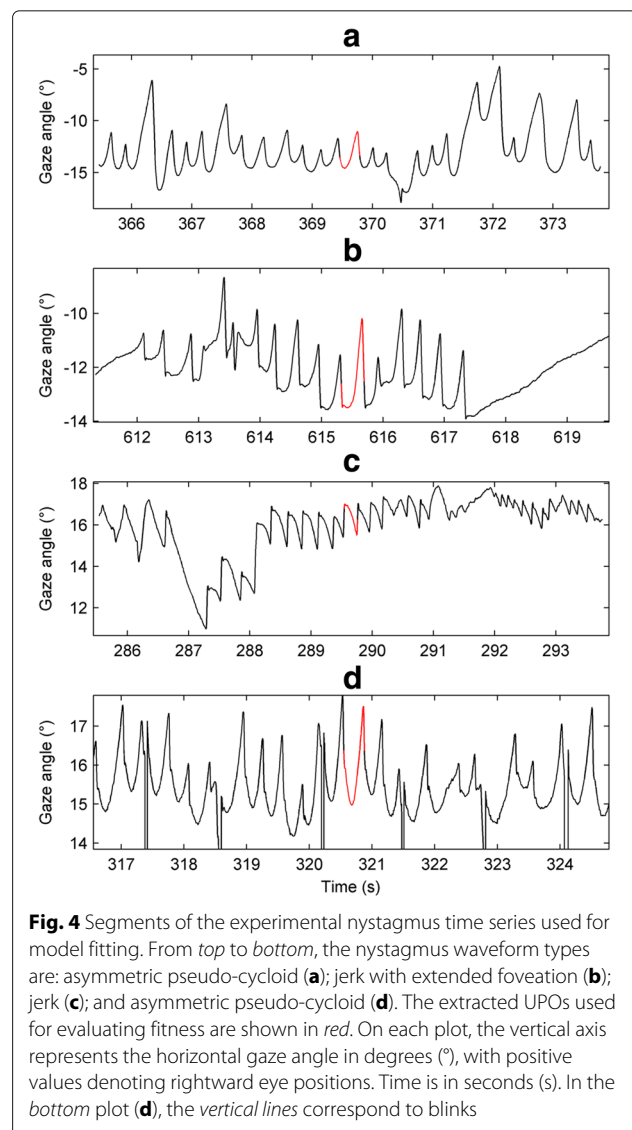 a
-5
-10
-15
Gaze angle (°)
366 367 368 369 370 371 372 373
b
-10
-12
-14
Gaze angle (°)
612 613 614 615 616 617 618 619
c
18
16
14
12
Gaze angle (°)
286 287 288 289 290 291 292 293
d
17
16
15
14
Gaze angle (°)
317 318 319 320 321 322 323 324
Time (s)
Fig. 4 Segments of the experimental nystagmus time series used for
model fitting. From top to bottom, the nystagmus waveform types
are: asymmetric pseudo-cycloid (a); jerk with extended foveation (b);
jerk (c); and asymmetric pseudo-cycloid (d). The extracted UPOs used
for evaluating fitness are shown in red. On each plot, the vertical axis
represents the horizontal gaze angle in degrees (°), with positive
values denoting rightward eye positions. Time is in seconds (s). In the
bottom plot (d), the vertical lines correspond to blinks